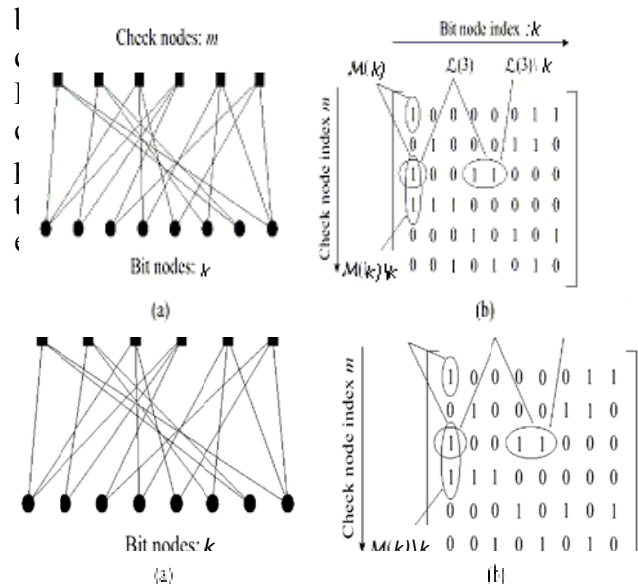 Check nodes: m
Bit nodes: k
(a)
Bit node index :k
M(k) L(3) L(3)\ k
Check node index m
1 0 0 0 0 0 1 1
0 1 0 0 0 1 1 0
1 0 0 1 1 0 0 0
1 1 1 0 0 0 0 0
0 0 0 1 0 1 0 1
0 0 1 0 1 0 1 0
M(k)\k
(b)
Bit nodes: k
(a)
Check node index m
1 0 0 0 0 0 1 1
0 1 0 0 0 1 1 0
1 0 0 1 1 0 0 0
1 1 1 0 0 0 0 0
0 0 0 1 0 1 0 1
0 0 1 0 1 0 1 0
M(k)\k
(b)